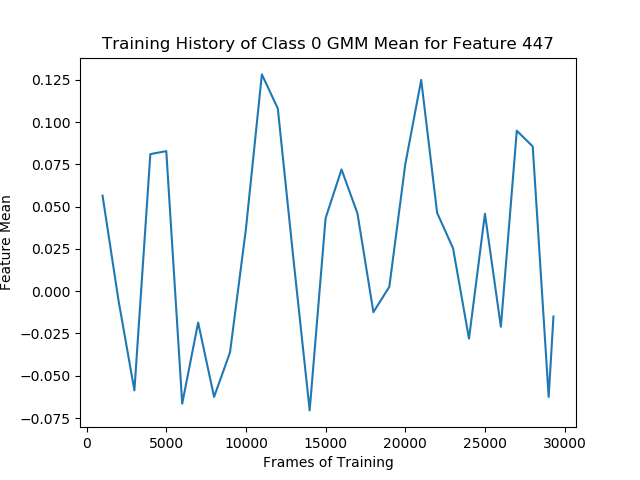 Training History of Class 0 GMM Mean for Feature 447
0.125
0.100
0.075
0.050
0.025
0.000
−0.025
−0.050
−0.075
Feature Mean
0 5000 10000 15000 20000 25000 30000
Frames of Training